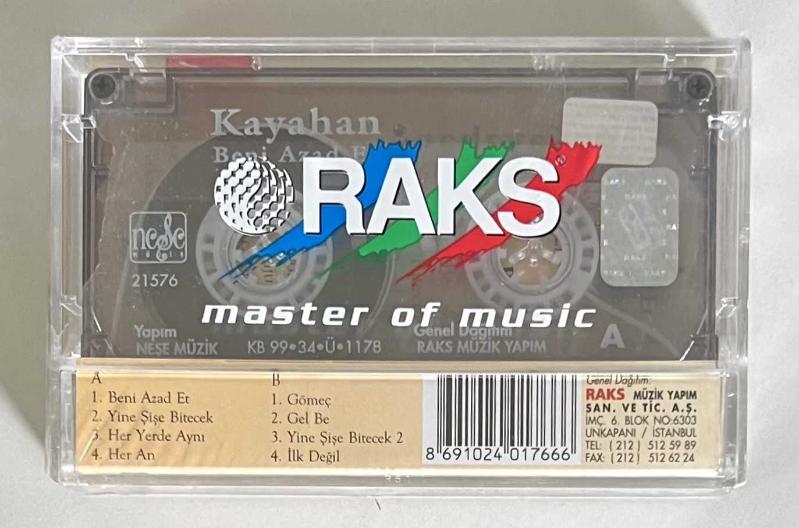 Kayahan
Beni Azad E
RAKS
master of music
neşe
müzik
21576
Yapım
NEŞE MÜZİK
KB 99•34•Ü•1178
Genel Dağıtım
RAKS MÜZİK YAPIM
A
A
1. Beni Azad Et
2. Yine Şişe Bitecek
3. Her Yerde Aynı
4. Her An
B
1. Gömeç
2. Gel Be
3. Yine Şişe Bitecek 2
4. İlk Değil
8 691024 017666
Genel Dağıtım:
RAKS MÜZİK YAPIM
SAN. VE TİC. A.Ş.
İMÇ. 6. BLOK NO:6303
UNKAPANI / İSTANBUL
TEL: (212) 512 59 89
FAX: (212) 512 62 24